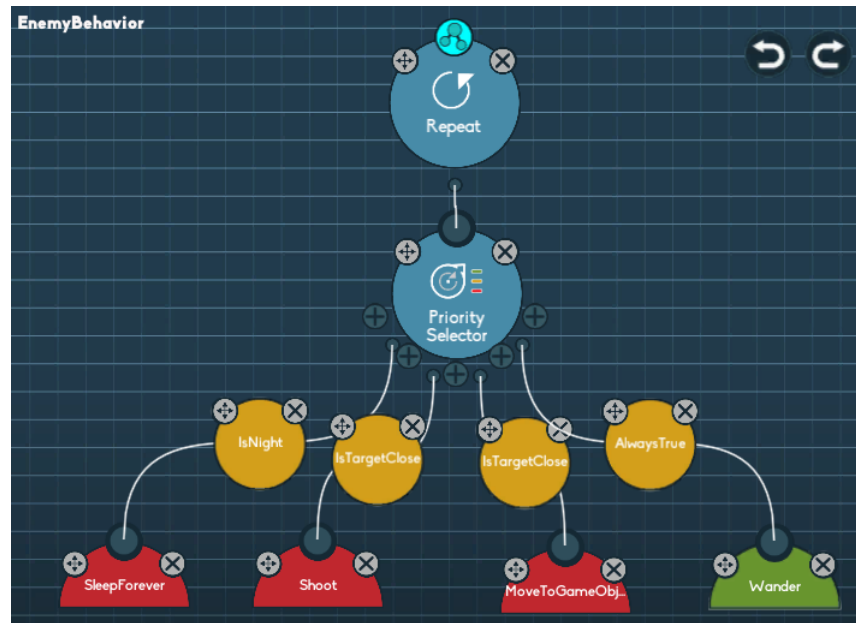 EnemyBehavior
Repeat
Priority
Selector
IsNight
IsTargetClose
IsTargetClose
AlwaysTrue
SleepForever
Shoot
MoveToGameObj...
Wander